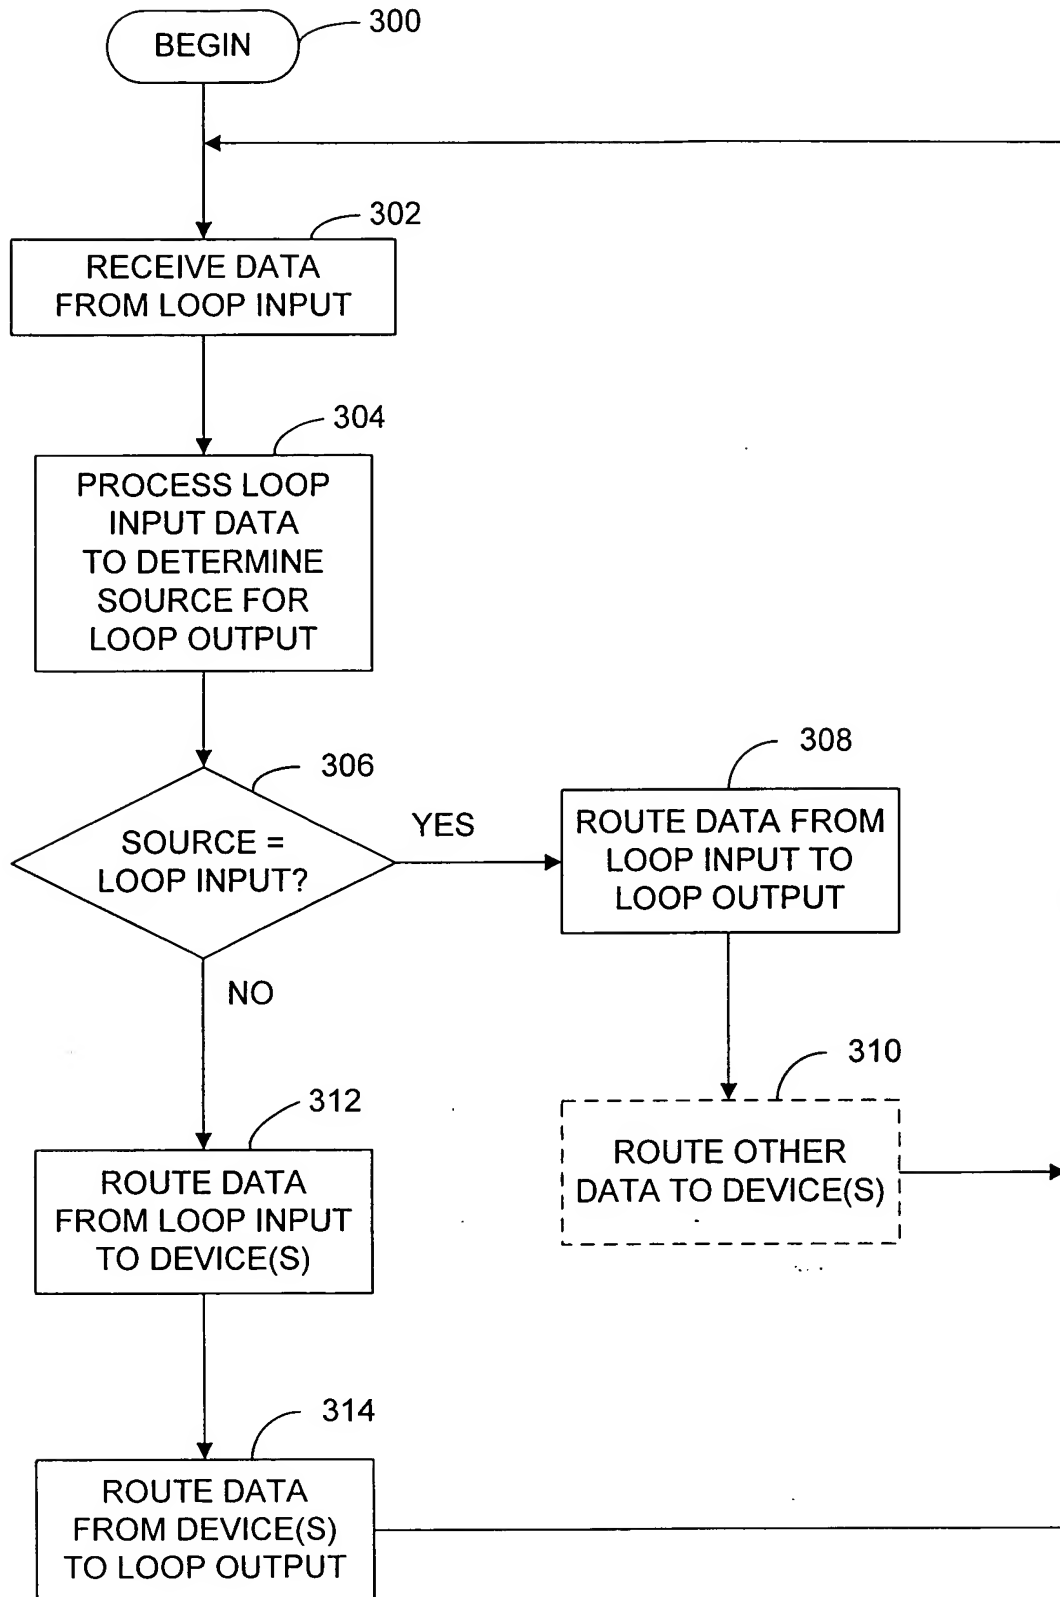 BEGIN
300
302
RECEIVE DATA
FROM LOOP INPUT
304
PROCESS LOOP
INPUT DATA
TO DETERMINE
SOURCE FOR
LOOP OUTPUT
306
SOURCE =
LOOP INPUT?
YES
308
ROUTE DATA FROM
LOOP INPUT TO
LOOP OUTPUT
NO
310
ROUTE OTHER
DATA TO DEVICE(S)
312
ROUTE DATA
FROM LOOP INPUT
TO DEVICE(S)
314
ROUTE DATA
FROM DEVICE(S)
TO LOOP OUTPUT